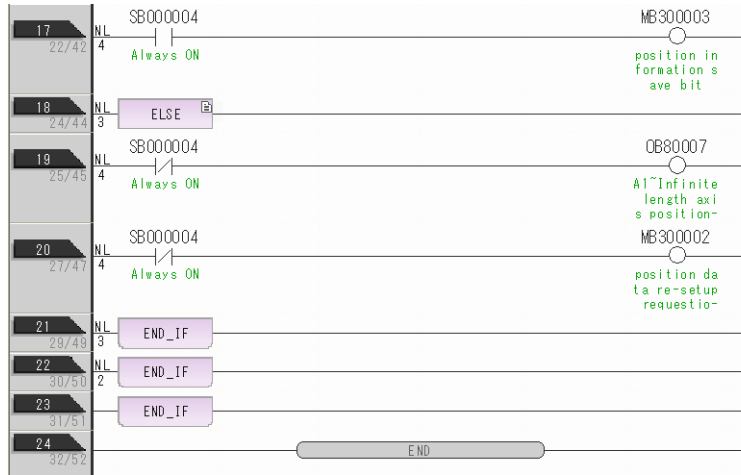 SB000004 MB300003
17 NL
22/42 4 Always ON position in
formation s
ave bit
18 NL ELSE
24/44 3
SB000004 OB80007
19 NL
25/45 4 Always ON A1~Infinite
length axi
s position-
SB000004 MB300002
20 NL
27/47 4 Always ON position da
ta re-setup
requestio-
21 NL END_IF
29/49 3
22 NL END_IF
30/50 2
23 END_IF
31/51
24 END
32/52